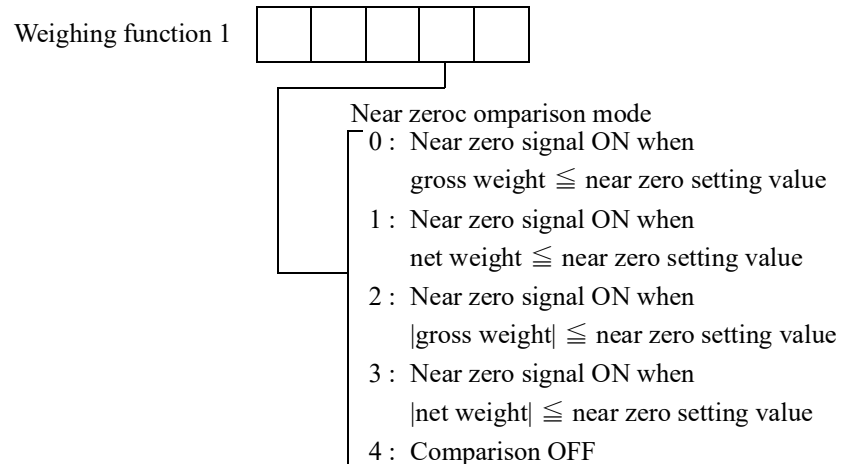 Weighing function 1
Near zeroc omparison mode
0 : Near zero signal ON when
gross weight ≦ near zero setting value
1 : Near zero signal ON when
net weight ≦ near zero setting value
2 : Near zero signal ON when
|gross weight| ≦ near zero setting value
3 : Near zero signal ON when
|net weight| ≦ near zero setting value
4 : Comparison OFF